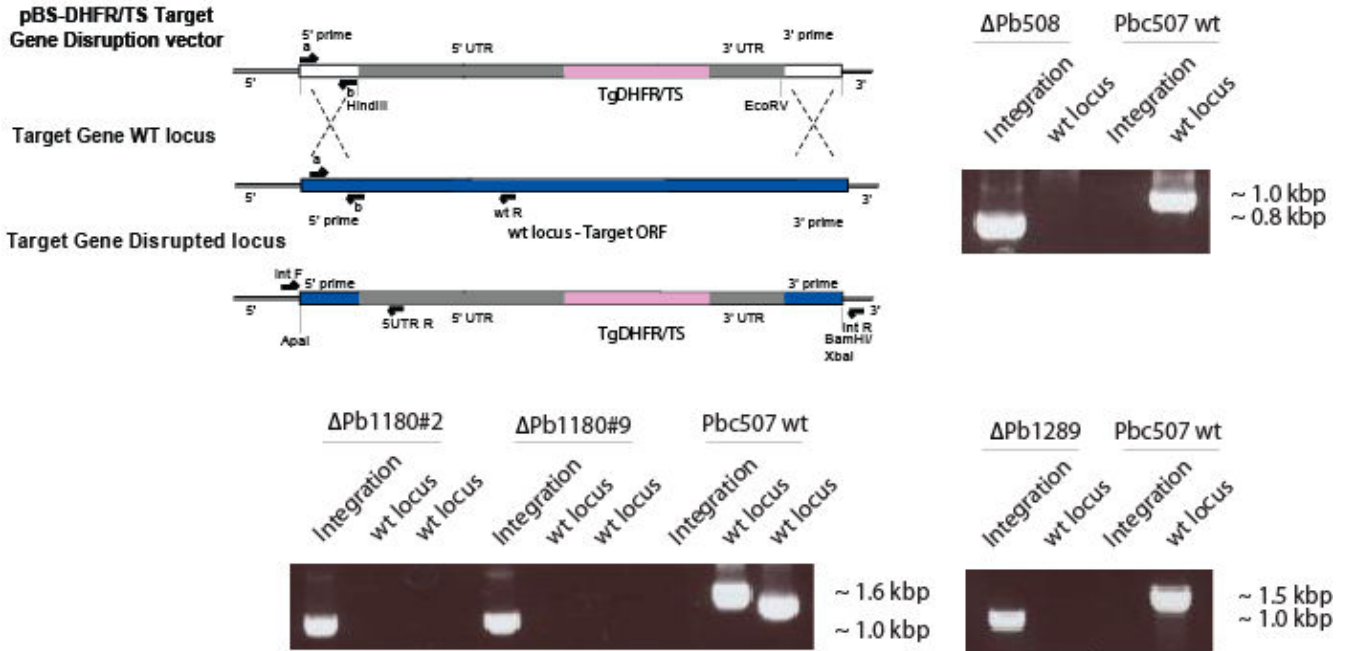 pBS-DHFR/TS Target
Gene Disruption vector
5' prime
5' UTR
3' UTR
3' prime
a
5'
b
HindIII
TgDHFR/TS
EcoRV
3'
Target Gene WT locus
a
5'
b
5' prime
wt R
wt locus - Target ORF
3' prime
3'
Target Gene Disrupted locus
Int F
5' prime
3' prime
5'
5UTR R
5' UTR
TgDHFR/TS
3' UTR
3'
Int R
ApaI
BamHI/
XbaI
ΔPb508
Pbc507 wt
Integration
wt locus
Integration
wt locus
~ 1.0 kbp
~ 0.8 kbp
ΔPb1180#2
ΔPb1180#9
Pbc507 wt
Integration
wt locus
wt locus
Integration
wt locus
wt locus
Integration
wt locus
wt locus
~ 1.6 kbp
~ 1.0 kbp
ΔPb1289
Pbc507 wt
Integration
wt locus
Integration
wt locus
~ 1.5 kbp
~ 1.0 kbp